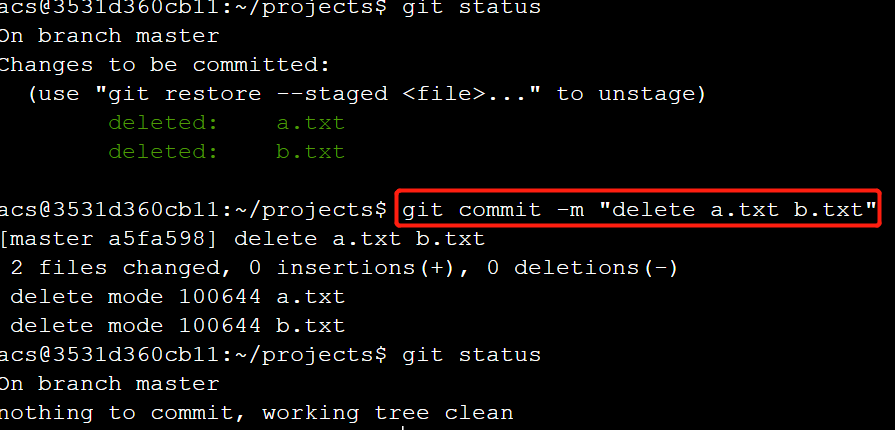 acs@3531d360cb11:~/projects$ git status
On branch master
Changes to be committed:
  (use "git restore --staged <file>..." to unstage)
        deleted:    a.txt
        deleted:    b.txt
acs@3531d360cb11:~/projects$ git commit -m "delete a.txt b.txt"
[master a5fa598] delete a.txt b.txt
 2 files changed, 0 insertions(+), 0 deletions(-)
 delete mode 100644 a.txt
 delete mode 100644 b.txt
acs@3531d360cb11:~/projects$ git status
On branch master
nothing to commit, working tree clean